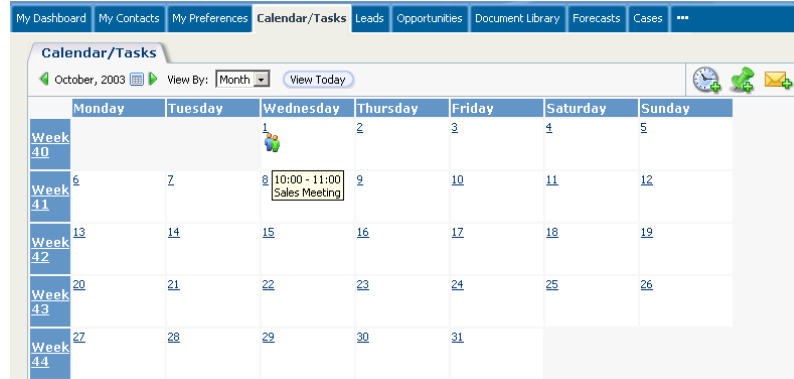 My Dashboard My Contacts My Preferences Calendar/Tasks Leads Opportunities Document Library Forecasts Cases •••
Calendar/Tasks
October, 2003 View By: Month View Today
Monday Tuesday Wednesday Thursday Friday Saturday Sunday
Week 1 2 3 4 5
40
Week 6 7 8 10:00 - 11:00 9 10 11 12
41 Sales Meeting
Week 13 14 15 16 17 18 19
42
Week 20 21 22 23 24 25 26
43
Week 27 28 29 30 31
44